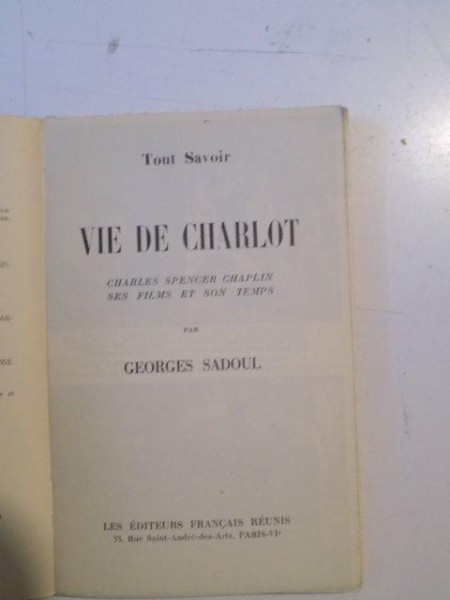 Tout Savoir
VIE DE CHARLOT
CHARLES SPENCER CHAPLIN
SES FILMS ET SON TEMPS
PAR
GEORGES SADOUL
LES ÉDITEURS FRANÇAIS RÉUNIS
33, Rue Saint-André-des-Arts, PARIS-VIe